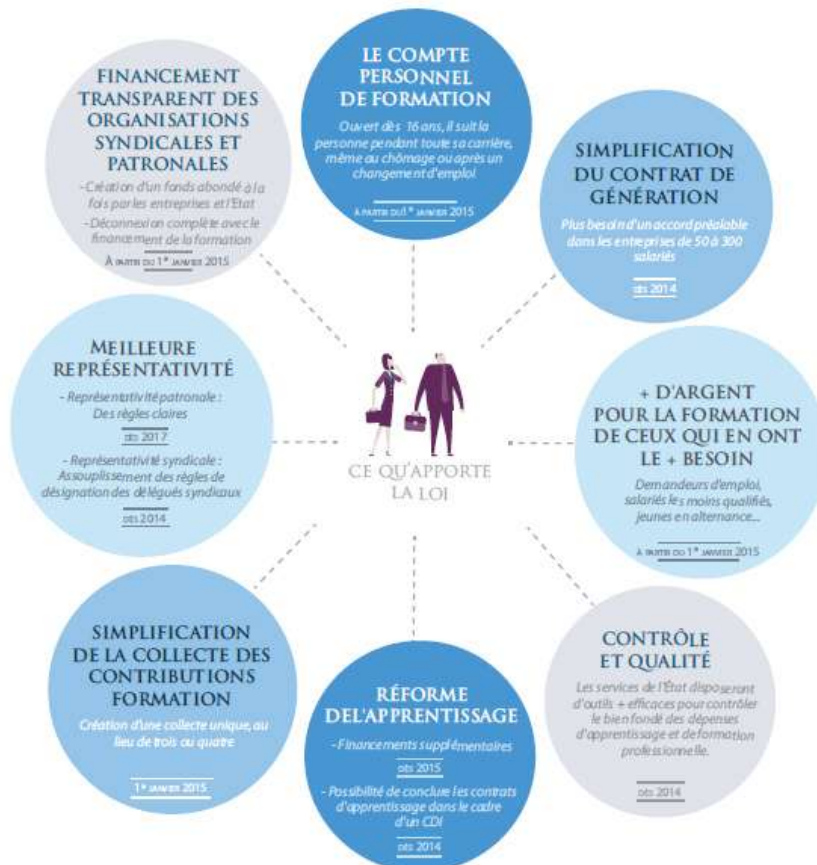 LE COMPTE
PERSONNEL
DE FORMATION
Ouvert dès 16 ans, il suit la
personne pendant toute sa carrière,
même au chômage ou après un
changement d'emploi
À PARTIR DU 1ER JANVIER 2015
SIMPLIFICATION
DU CONTRAT DE
GÉNÉRATION
Plus besoin d'un accord préalable
dans les entreprises de 50 à 300
salariés
DÈS 2014
+ D'ARGENT
POUR LA FORMATION
DE CEUX QUI EN ONT
LE + BESOIN
Demandeurs d'emploi,
salariés les moins qualifiés,
jeunes en alternance...
À PARTIR DU 1ER JANVIER 2015
CONTRÔLE
ET QUALITÉ
Les services de l'État disposeront
d'outils + efficaces pour contrôler
le bien fondé des dépenses
d'apprentissage et de formation
professionnelle.
DÈS 2014
RÉFORME
DE L'APPRENTISSAGE
- Financements supplémentaires
DÈS 2015
- Possibilité de conclure les contrats
d'apprentissage dans le cadre
d'un CDI
DÈS 2014
SIMPLIFICATION
DE LA COLLECTE DES
CONTRIBUTIONS
FORMATION
Création d'une collecte unique, au
lieu de trois ou quatre
1ER JANVIER 2015
MEILLEURE
REPRÉSENTATIVITÉ
- Représentativité patronale :
Des règles claires
DÈS 2017
- Représentativité syndicale :
Assouplissement des règles de
désignation des délégués syndicaux
DÈS 2014
FINANCEMENT
TRANSPARENT DES
ORGANISATIONS
SYNDICALES ET
PATRONALES
- Création d'un fonds abondé à la
fois par les entreprises et l'Etat
- Déconnexion complète avec le
financement de la formation
À PARTIR DU 1ER JANVIER 2015
CE QU'APPORTE
LA LOI